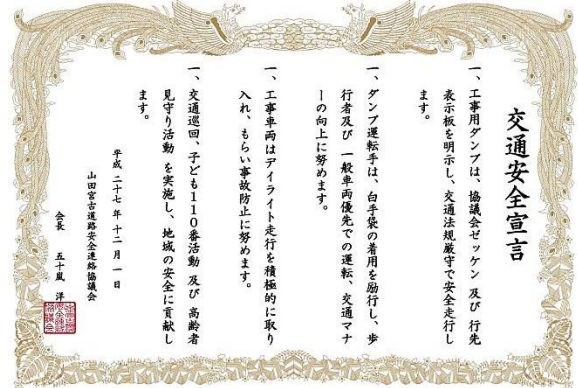 交通安全宣言
一、工事用ダンプは、協議会ゼッケン 及び 行先
表示板を明示し、交通法規厳守で安全走行し
ます。
一、ダンプ運転手は、白手袋の着用を励行し、歩
行者及び 一般車両優先での運転、交通マナ
ーの向上に努めます。
一、工事車両はデイライト走行を積極的に取り
入れ、もらい事故防止に努めます。
一、交通巡回、子ども110番活動 及び 高齢者
見守り活動 を実施し、地域の安全に貢献し
ます。
平成 二十七 年 十二 月 一 日
山田宮古道路安全連絡協議会
会長 五十嵐 洋